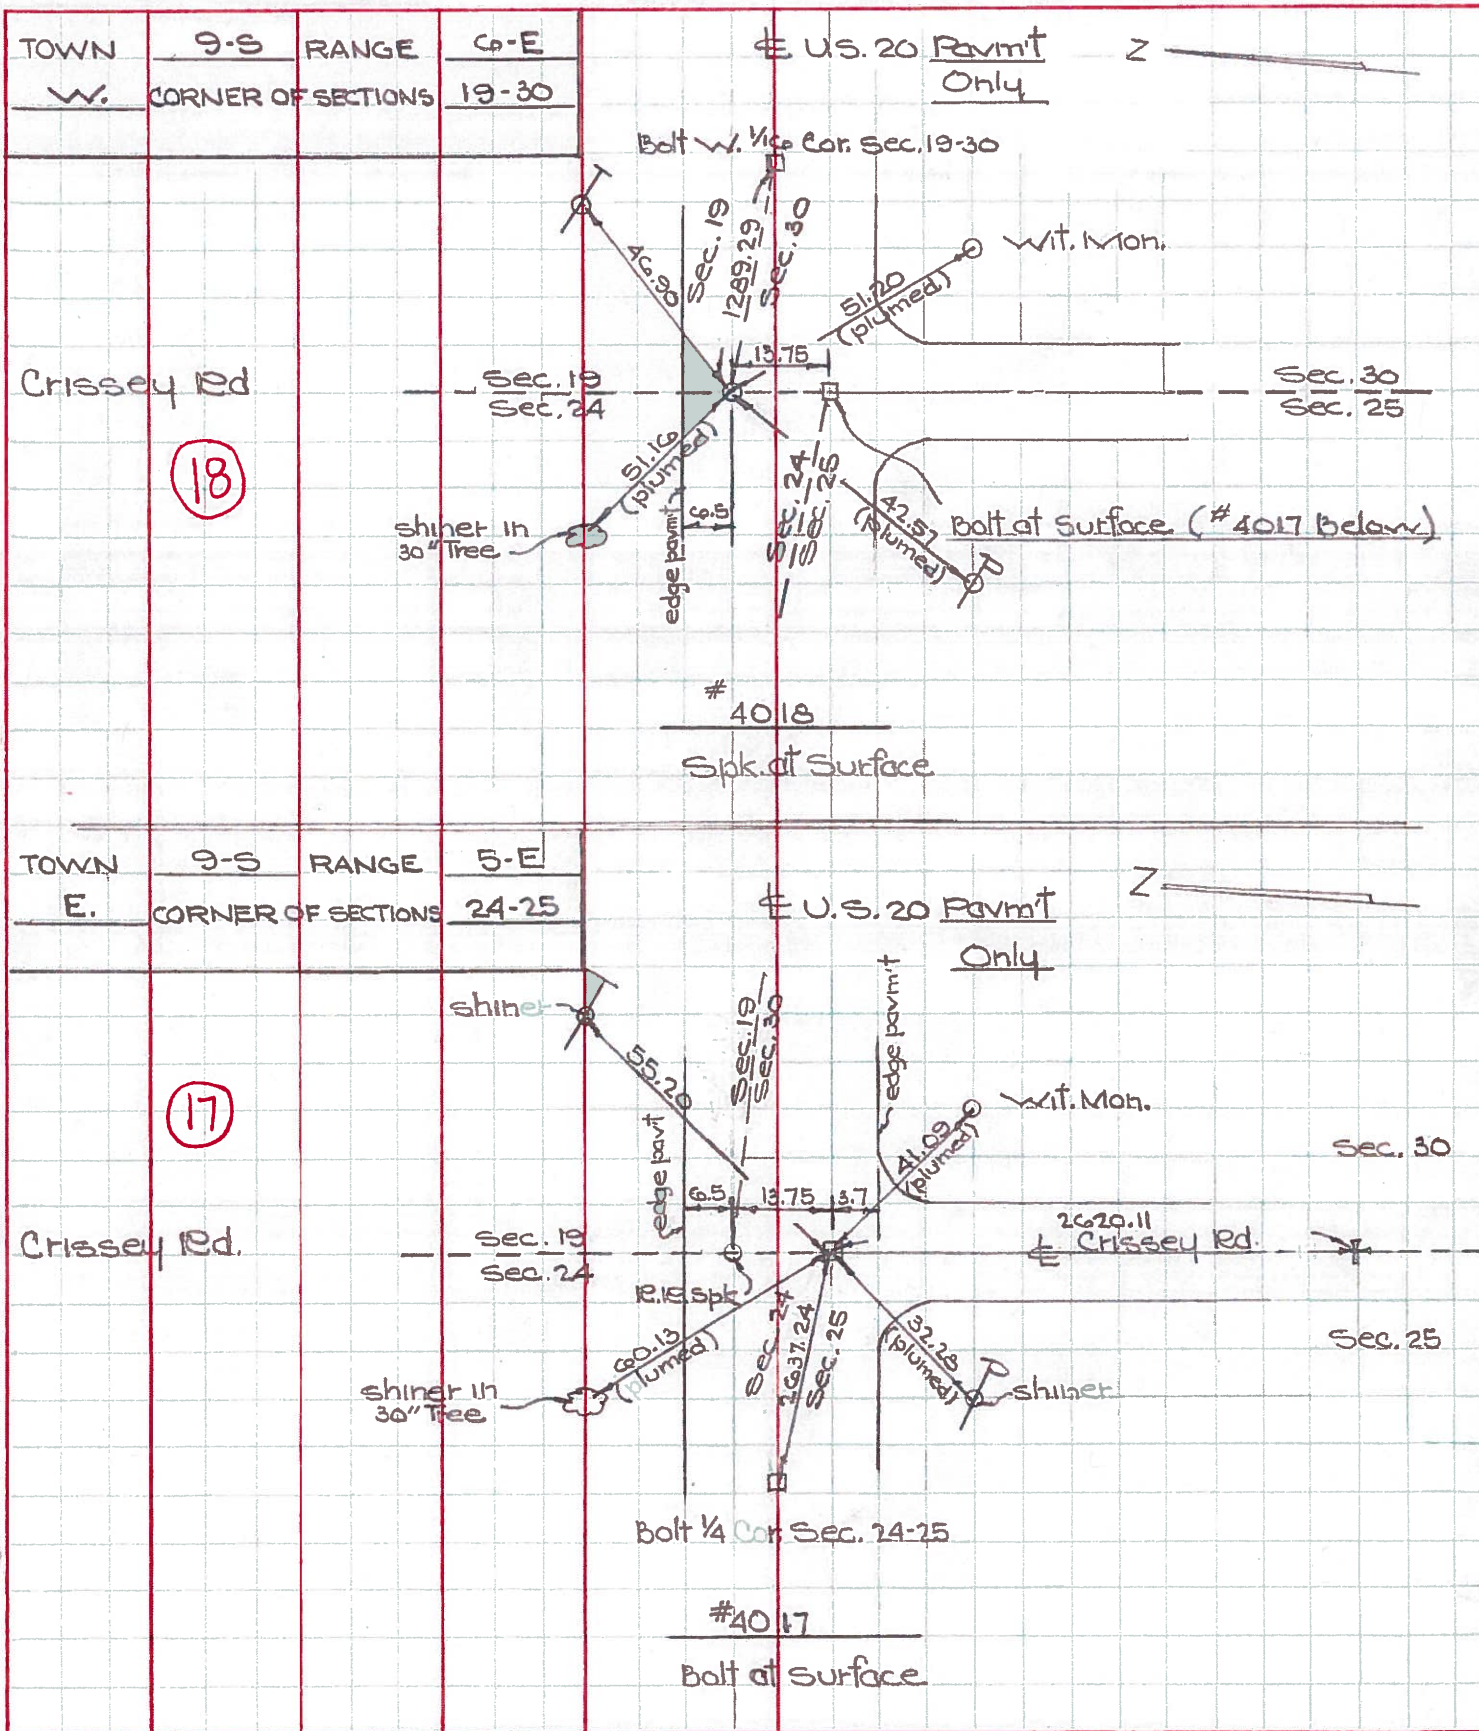 TOWN 9-S RANGE 6-E
W. CORNER OF SECTIONS 19-30
℄ U.S. 20 Pavm't
Only
Z
Bolt W. 1/16 Cor. Sec. 19-30
46.90
Sec. 19
1289.29
Sec. 30
Wit. Mon.
51.20
(plumed)
13.75
Crissey Rd
Sec. 19
Sec. 24
Sec. 30
Sec. 25
18
51.16
(plumed)
6.5
Sec. 24
Sec. 25
42.57
(plumed)
Bolt at Surface (#4017 Below)
shiner in
30" Tree
edge pavm't
#
4018
Spk. at Surface
TOWN 9-S RANGE 5-E
E. CORNER OF SECTIONS 24-25
℄ U.S. 20 Pavm't
Only
Z
shiner
55.20
Sec. 19
Sec. 30
edge pavm't
Wit. Mon.
41.09
(plumed)
17
edge pav't
Sec. 30
6.5 13.75 3.7
2620.11
Crissey Rd.
Sec. 19
Sec. 24
℄ Crissey Rd.
R.R. Spk
Sec. 24
2637.24
Sec. 25
60.13
(plumed)
32.28
(plumed)
Sec. 25
shiner in
30" Tree
shiner
Bolt 1/4 Cor. Sec. 24-25
#4017
Bolt at Surface